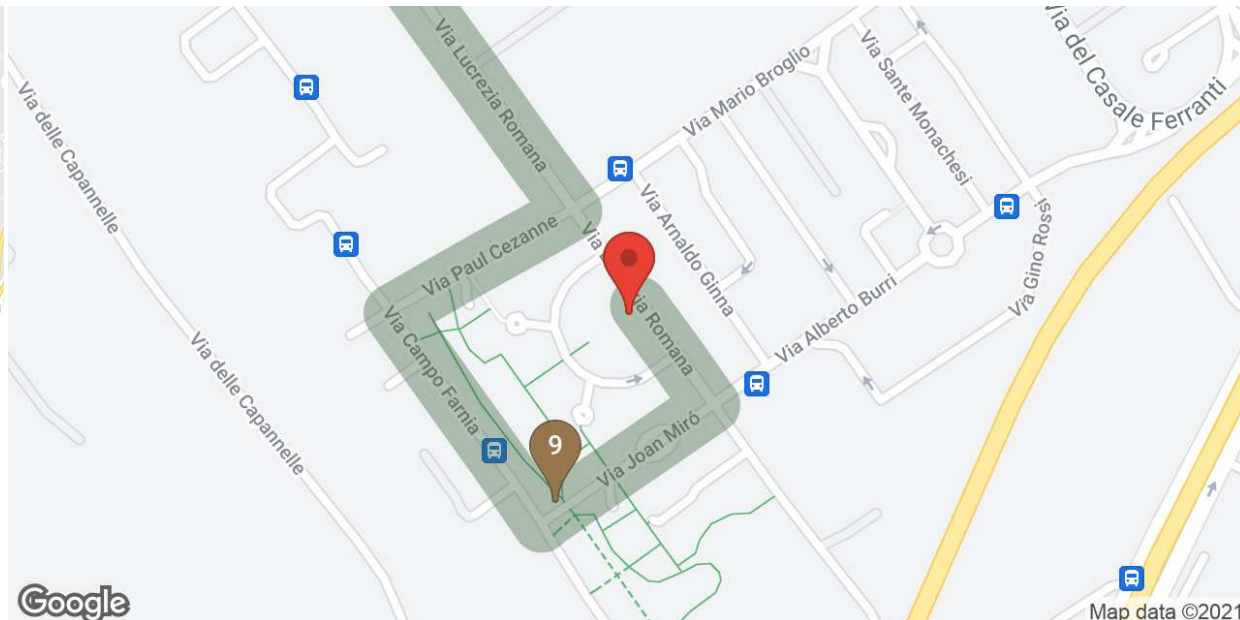 Via Lucrezia Romana
Via Mario Broglio
Via Sante Monachesi
Via del Casale Ferranti
Via delle Capannelle
Via Paul Cezanne
Via Arnaldo Ginna
Via Gino Rossi
Via Romana
Via Alberto Burri
Via Campo Farnia
Via delle Capannelle
9
Via Joan Miró
Google
Map data ©2021